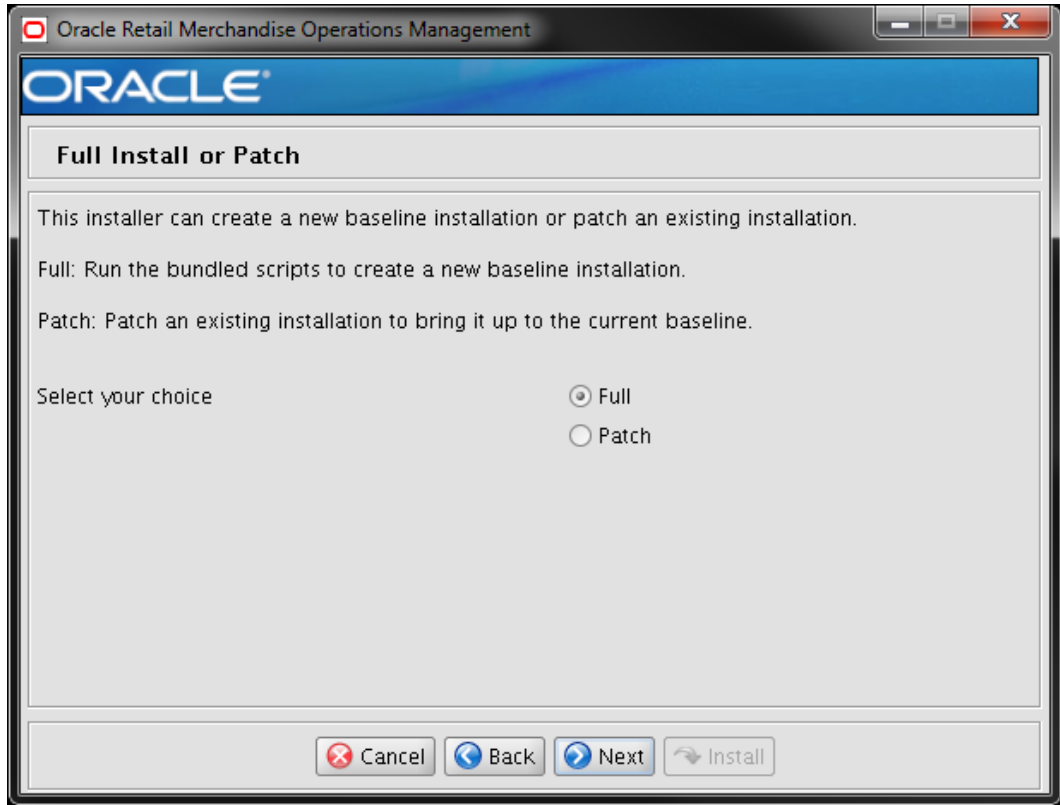 Oracle Retail Merchandise Operations Management
ORACLE
Full Install or Patch
This installer can create a new baseline installation or patch an existing installation.
Full: Run the bundled scripts to create a new baseline installation.
Patch: Patch an existing installation to bring it up to the current baseline.
Select your choice
Full
Patch
Cancel Back Next Install